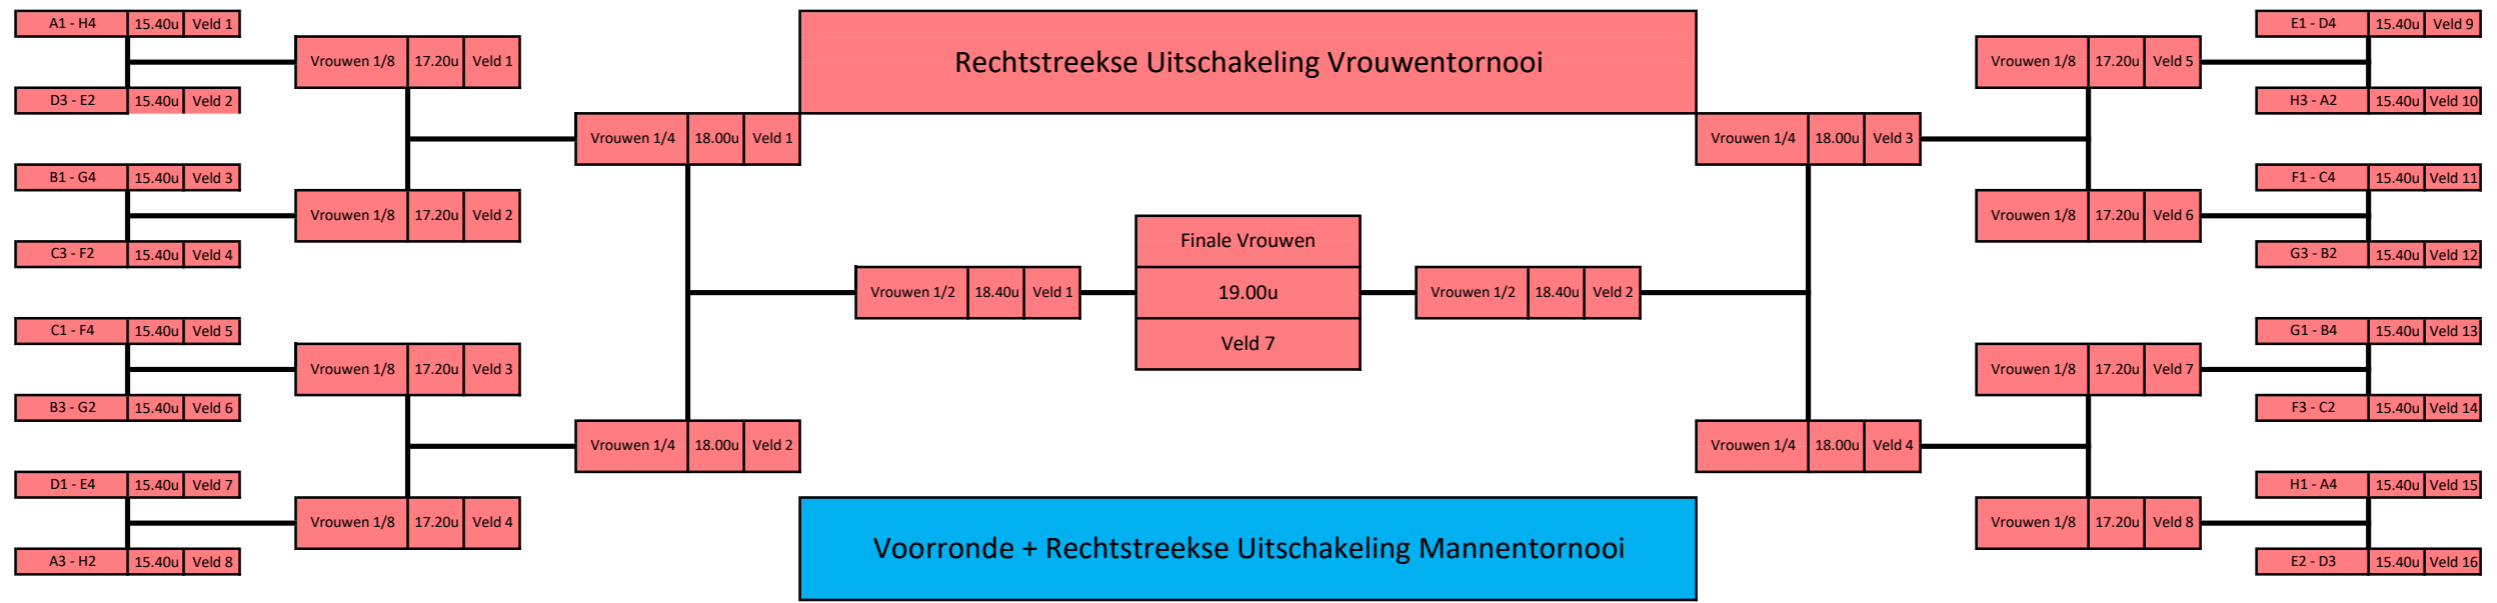 A1 - H4 15.40u Veld 1
D3 - E2 15.40u Veld 2
B1 - G4 15.40u Veld 3
C3 - F2 15.40u Veld 4
C1 - F4 15.40u Veld 5
B3 - G2 15.40u Veld 6
D1 - E4 15.40u Veld 7
A3 - H2 15.40u Veld 8
Vrouwen 1/8 17.20u Veld 1
Vrouwen 1/8 17.20u Veld 2
Vrouwen 1/8 17.20u Veld 3
Vrouwen 1/8 17.20u Veld 4
Vrouwen 1/4 18.00u Veld 1
Vrouwen 1/4 18.00u Veld 2
Rechtstreekse Uitschakeling Vrouwentornooi
Vrouwen 1/2 18.40u Veld 1
Finale Vrouwen
19.00u
Veld 7
Vrouwen 1/2 18.40u Veld 2
Voorronde + Rechtstreekse Uitschakeling Mannentornooi
Vrouwen 1/4 18.00u Veld 3
Vrouwen 1/4 18.00u Veld 4
Vrouwen 1/8 17.20u Veld 5
Vrouwen 1/8 17.20u Veld 6
Vrouwen 1/8 17.20u Veld 7
Vrouwen 1/8 17.20u Veld 8
E1 - D4 15.40u Veld 9
H3 - A2 15.40u Veld 10
F1 - C4 15.40u Veld 11
G3 - B2 15.40u Veld 12
G1 - B4 15.40u Veld 13
F3 - C2 15.40u Veld 14
H1 - A4 15.40u Veld 15
E2 - D3 15.40u Veld 16